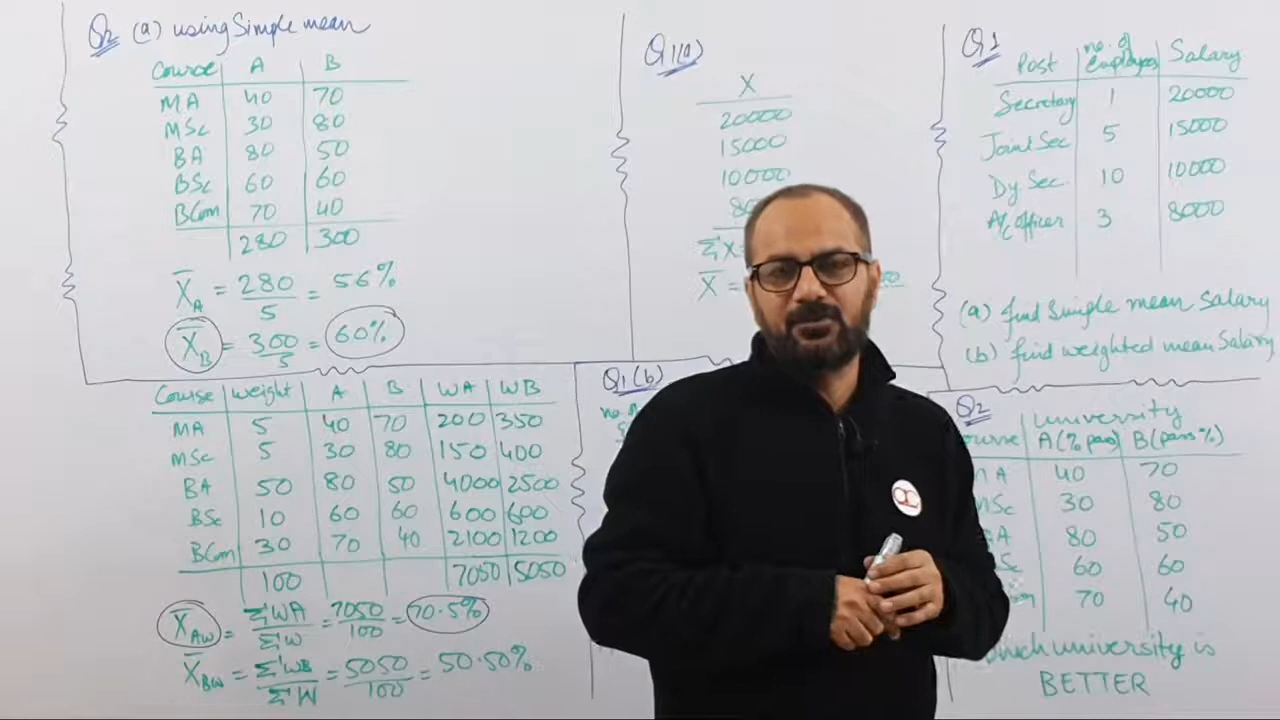 Q2 (a) using Simple mean
Course A B
MA 40 70
MSc 30 80
BA 80 50
BSc 60 60
BCom 70 40
280 300
X̄A = 280/5 = 56%
X̄B = 300/5 = 60%
Course weight A B WA WB
MA 5 40 70 200 350
MSc 5 30 80 150 400
BA 50 80 50 4000 2500
BSc 10 60 60 600 600
BCom 30 70 40 2100 1200
100 7050 5050
X̄AW = ΣWA/ΣW = 7050/100 = 70.5%
X̄BW = ΣWB/ΣW = 5050/100 = 50.50%
Q1(a)
X
20000
15000
10000
ΣX =
X̄ =
Q1(b)
no. of
Q1
Post no. of Employees Salary
Secretary 1 20000
Joint Sec 5 15000
Dy Sec. 10 10000
A/C officer 3 8000
(a) find Simple mean Salary
(b) find weighted mean Salary
Q2
University
A (% pass) B (pass %)
40 70
30 80
80 50
60 60
70 40
university is
BETTER